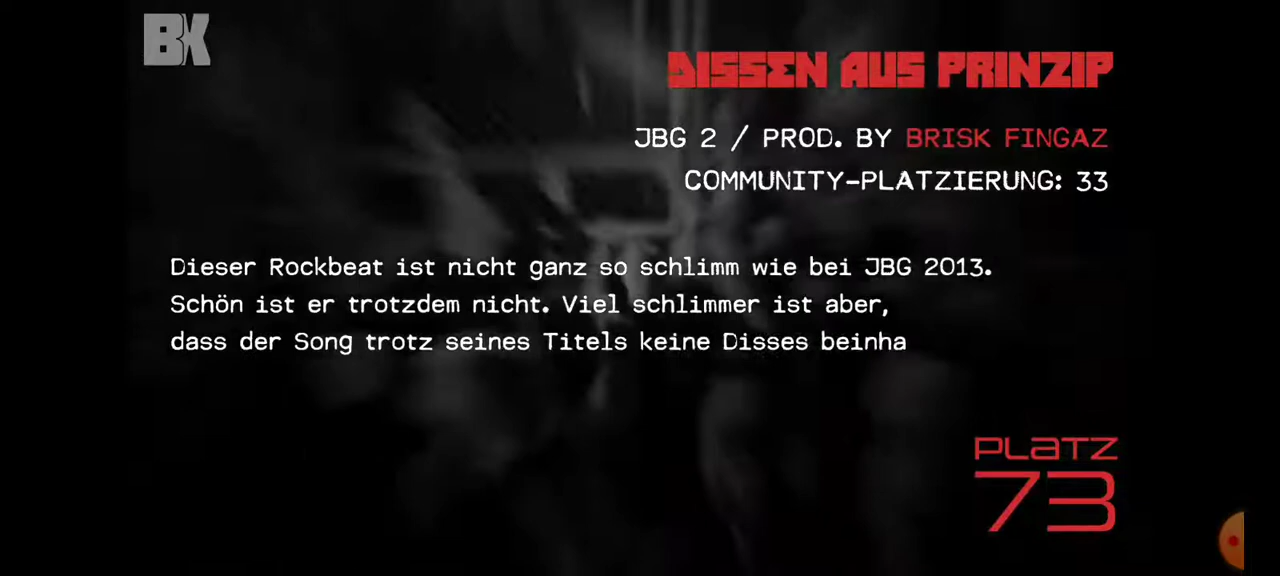 BK
DISSEN AUS PRINZIP
JBG 2 / PROD. BY BRISK FINGAZ
COMMUNITY-PLATZIERUNG: 33
Dieser Rockbeat ist nicht ganz so schlimm wie bei JBG 2013.
Schön ist er trotzdem nicht. Viel schlimmer ist aber,
dass der Song trotz seines Titels keine Disses beinha
PLATZ
73